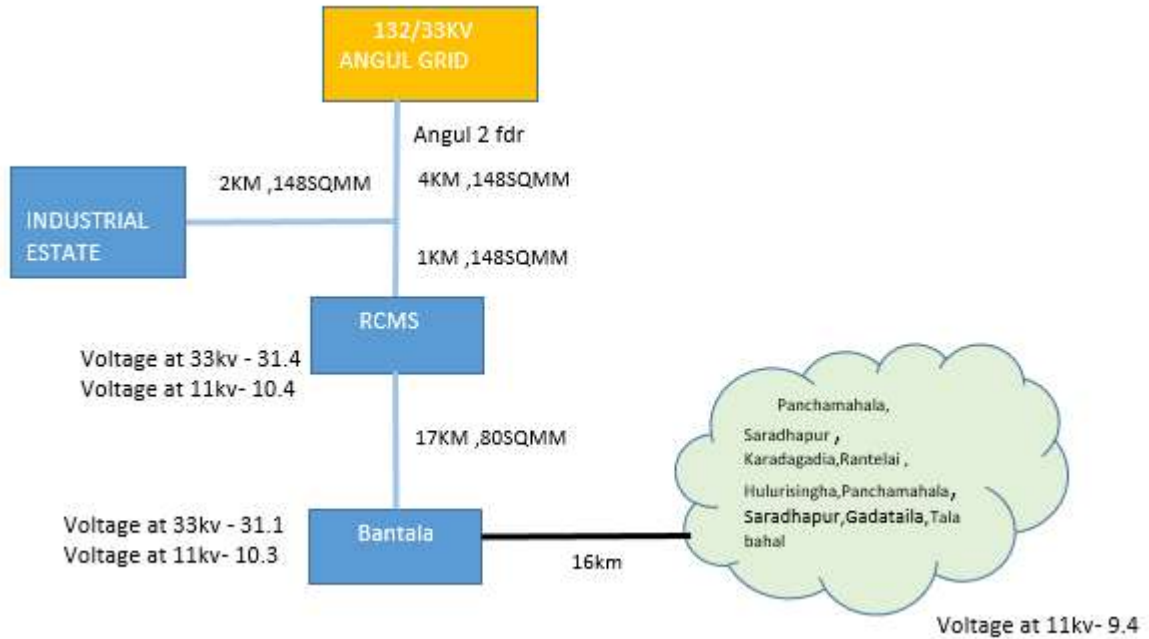 132/33KV
ANGUL GRID
Angul 2 fdr
2KM ,148SQMM
4KM ,148SQMM
INDUSTRIAL
ESTATE
1KM ,148SQMM
RCMS
Voltage at 33kv - 31.4
Voltage at 11kv- 10.4
17KM ,80SQMM
Panchamahala,
Saradhapur ,
Karadagadia,Rantelai ,
Hulurisingha,Panchamahala,
Saradhapur,Gadataila,Tala
bahal
Voltage at 33kv - 31.1
Voltage at 11kv- 10.3
Bantala
16km
Voltage at 11kv- 9.4